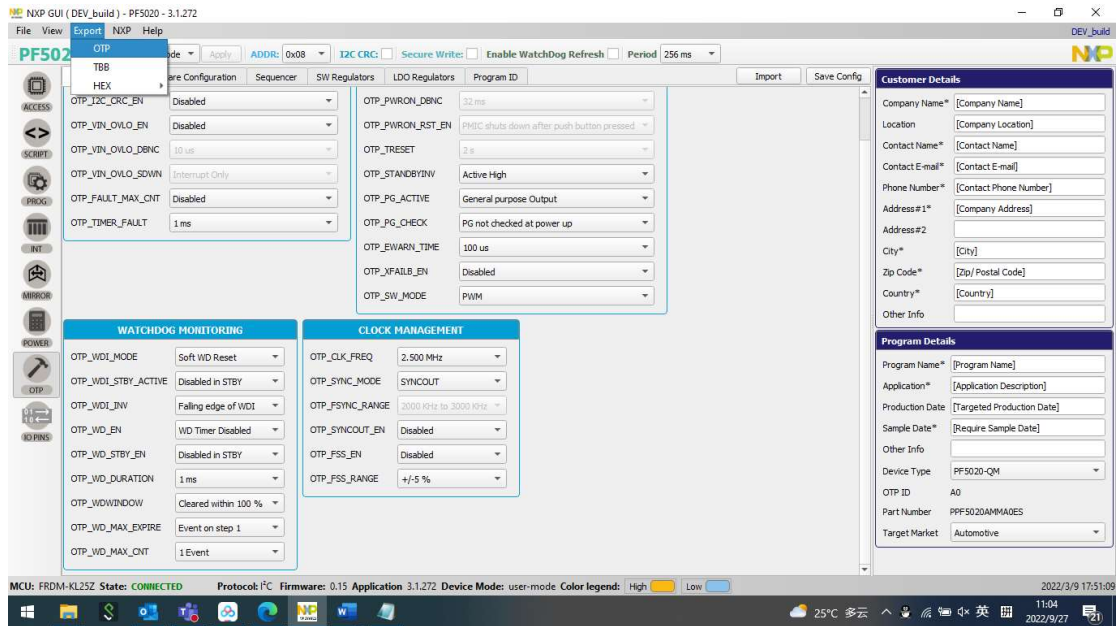 NXP GUI ( DEV_build ) - PF5020 - 3.1.272
File View Export NXP Help
DEV_build
OTP
TBB
HEX
PF502
de Apply ADDR: 0x08 I2C CRC: Secure Write: Enable WatchDog Refresh Period 256 ms
NXP
are Configuration Sequencer SW Regulators LDO Regulators Program ID Import Save Config
ACCESS
SCRIPT
PROG
INT
MIRROR
POWER
OTP
IO PINS
OTP_I2C_CRC_EN Disabled
OTP_VIN_OVLO_EN Disabled
OTP_VIN_OVLO_DBNC 10 us
OTP_VIN_OVLO_SDWN Interrupt Only
OTP_FAULT_MAX_CNT Disabled
OTP_TIMER_FAULT 1 ms
OTP_PWRON_DBNC 32 ms
OTP_PWRON_RST_EN PMIC shuts down after push button pressed
OTP_TRESET 2 s
OTP_STANDBYINV Active High
OTP_PG_ACTIVE General purpose Output
OTP_PG_CHECK PG not checked at power up
OTP_EWARN_TIME 100 us
OTP_XFAILB_EN Disabled
OTP_SW_MODE PWM
WATCHDOG MONITORING
OTP_WDI_MODE Soft WD Reset
OTP_WDI_STBY_ACTIVE Disabled in STBY
OTP_WDI_INV Falling edge of WDI
OTP_WD_EN WD Timer Disabled
OTP_WD_STBY_EN Disabled in STBY
OTP_WD_DURATION 1 ms
OTP_WDWINDOW Cleared within 100 %
OTP_WD_MAX_EXPIRE Event on step 1
OTP_WD_MAX_CNT 1 Event
CLOCK MANAGEMENT
OTP_CLK_FREQ 2.500 MHz
OTP_SYNC_MODE SYNCOUT
OTP_FSYNC_RANGE 2000 KHz to 3000 KHz
OTP_SYNCOUT_EN Disabled
OTP_FSS_EN Disabled
OTP_FSS_RANGE +/-5 %
Customer Details
Company Name* [Company Name]
Location [Company Location]
Contact Name* [Contact Name]
Contact E-mail* [Contact E-mail]
Phone Number* [Contact Phone Number]
Address#1* [Company Address]
Address#2
City* [City]
Zip Code* [Zip/ Postal Code]
Country* [Country]
Other Info
Program Details
Program Name* [Program Name]
Application* [Application Description]
Production Date [Targeted Production Date]
Sample Date* [Require Sample Date]
Other Info
Device Type PF5020-QM
OTP ID A0
Part Number PPF5020AMMA0ES
Target Market Automotive
MCU: FRDM-KL25Z State: CONNECTED Protocol: I²C Firmware: 0.15 Application 3.1.272 Device Mode: user-mode Color legend: High Low 2022/3/9 17:51:09
25°C 多云 英 11:04
2022/9/27
21